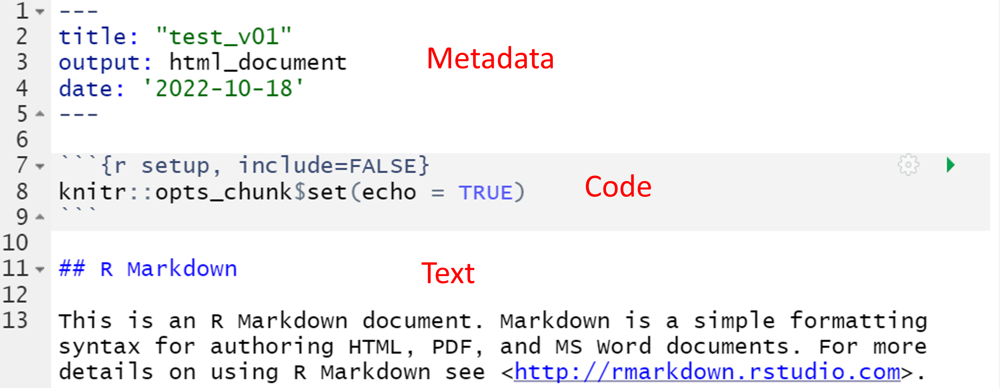 1 ---
2 title: "test_v01"
3 output: html_document
Metadata
4 date: '2022-10-18'
5 ---
6
7 ```{r setup, include=FALSE}
8 knitr::opts_chunk$set(echo = TRUE)
Code
9 ```
10
11 ## R Markdown
Text
12
13 This is an R Markdown document. Markdown is a simple formatting
syntax for authoring HTML, PDF, and MS Word documents. For more
details on using R Markdown see <http://rmarkdown.rstudio.com>.